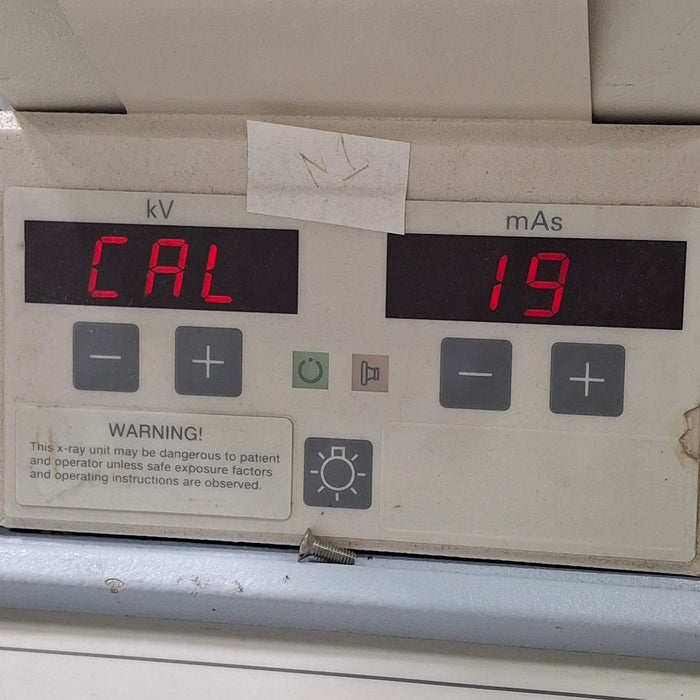 N1
kV
mAs
CAL
19
WARNING!
This x-ray unit may be dangerous to patient
and operator unless safe exposure factors
and operating instructions are observed.